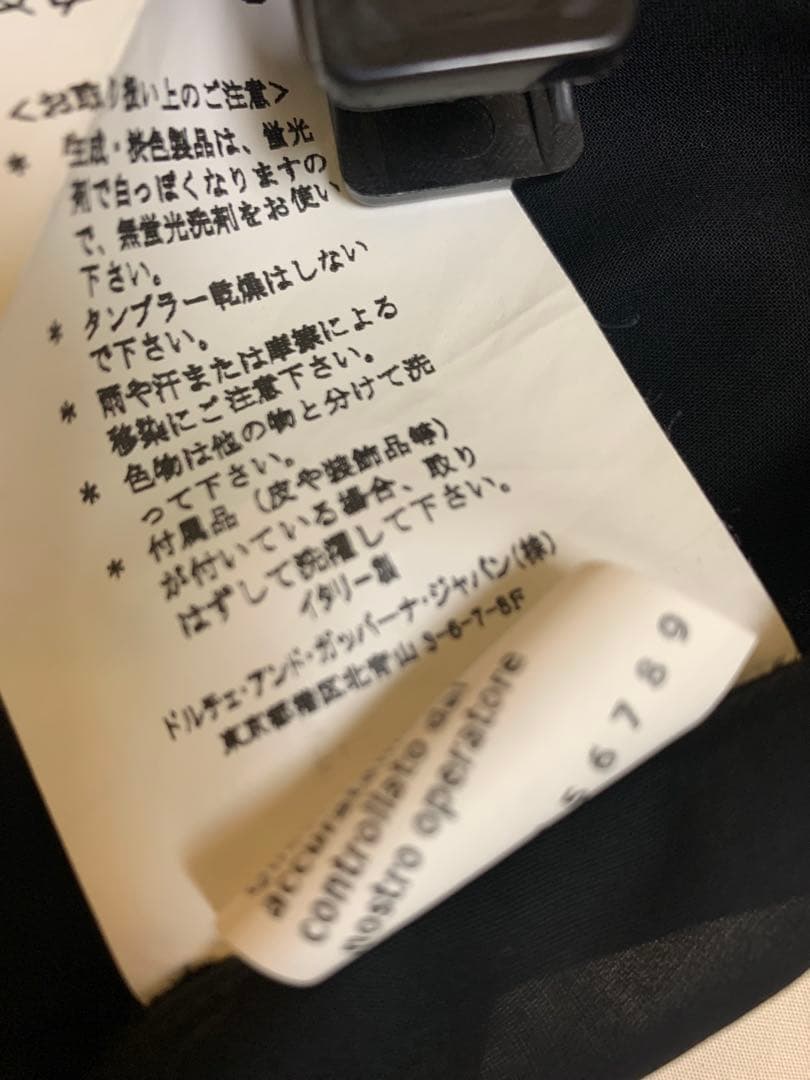 <お取り扱い上のご注意>
* 生成・淡色製品は、蛍光
剤で白っぽくなりますの
で、無蛍光洗剤をお使い
下さい。
* タンブラー乾燥はしない
で下さい。
* 雨や汗または摩擦による
移染にご注意下さい。
* 色物は他の物と分けて洗
って下さい。
* 付属品（皮や装飾品等）
が付いている場合、取り
はずして洗濯して下さい。
イタリー製
ドルチェ・アンド・ガッバーナ・ジャパン(株)
東京都港区北青山 3-6-7-8F
accurato
controllato dal
nostro operatore
5 6 7 8 9